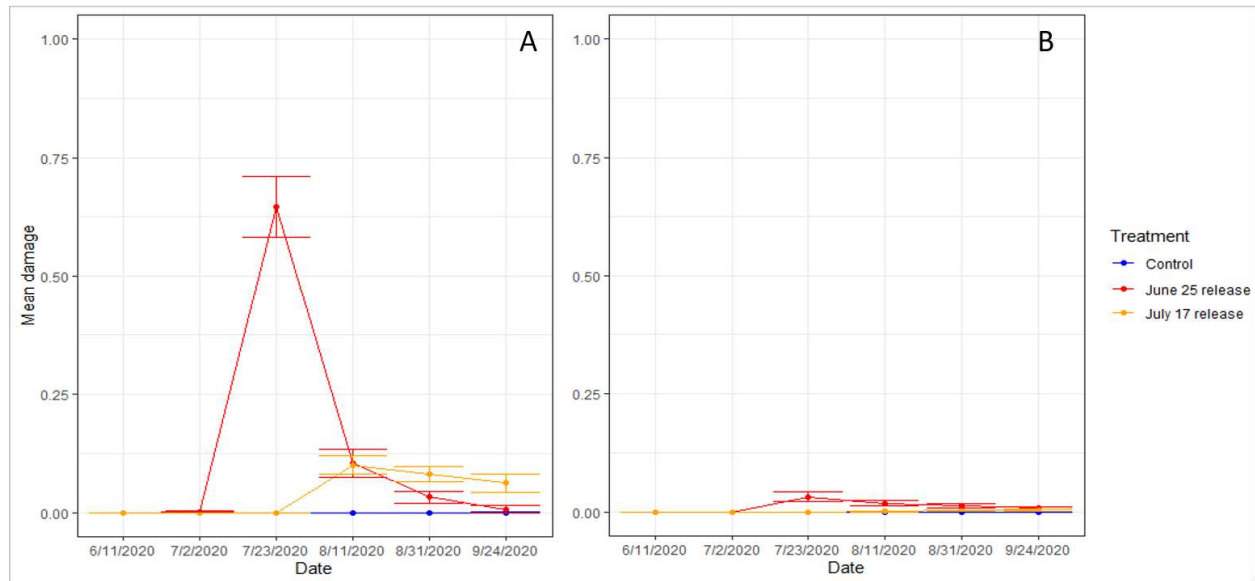 A
B
Mean damage
1.00
0.75
0.50
0.25
0.00
6/11/2020 7/2/2020 7/23/2020 8/11/2020 8/31/2020 9/24/2020
Date
1.00
0.75
0.50
0.25
0.00
6/11/2020 7/2/2020 7/23/2020 8/11/2020 8/31/2020 9/24/2020
Date
Treatment
Control
June 25 release
July 17 release